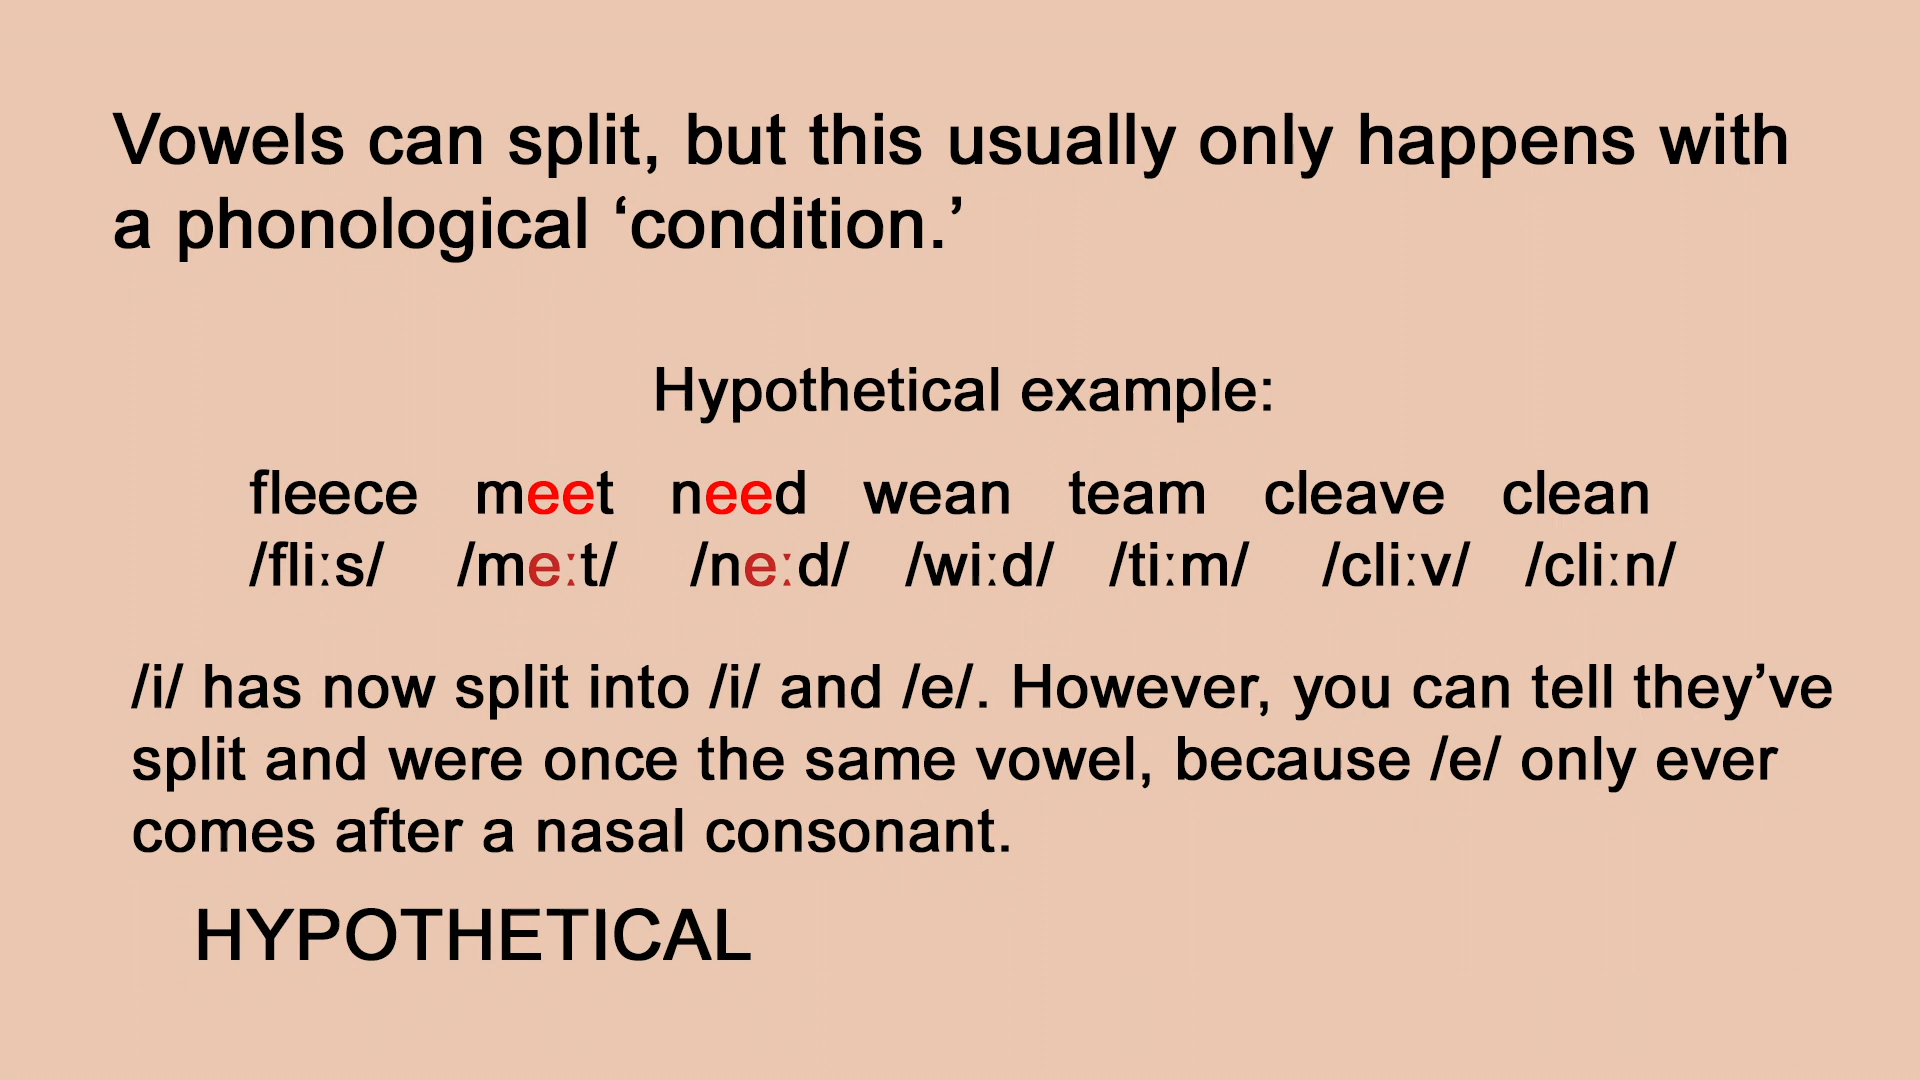 Vowels can split, but this usually only happens with
a phonological ‘condition.’
Hypothetical example:
fleece meet need wean team cleave clean
/fliːs/ /meːt/ /neːd/ /wiːd/ /tiːm/ /cliːv/ /cliːn/
/i/ has now split into /i/ and /e/. However, you can tell they’ve
split and were once the same vowel, because /e/ only ever
comes after a nasal consonant.
HYPOTHETICAL